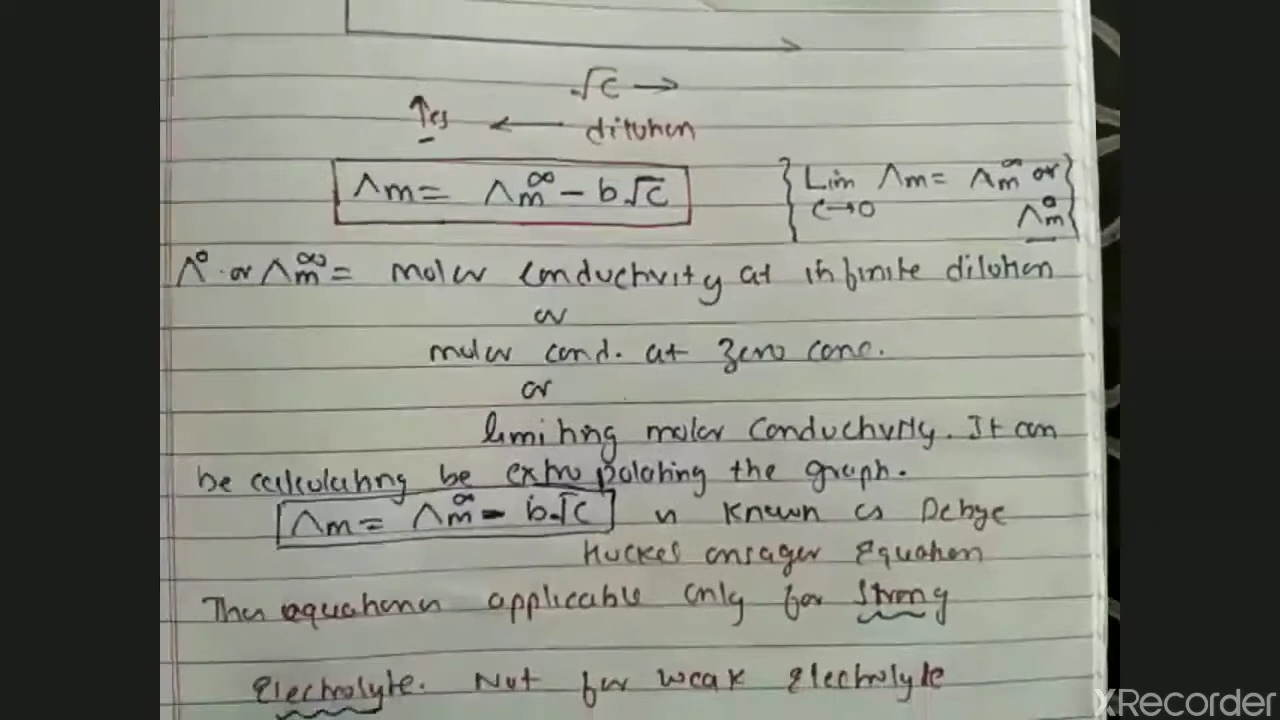 √c →
↑es ← dilution
Λm = Λm^∞ − b√c
{ Lim Λm = Λm^∞ or }
c→0 Λm^o
Λ^o or Λm^∞ = molar conductivity at infinite dilution
or
molar cond. at zero conc.
or
limiting molar conductivity. It can
be calculating be extrapolating the graph.
Λm = Λm^∞ − b√c is known as Debye
Huckel onsager Equation
This equation is applicable only for strong
Electrolyte. Not for weak Electrolyte
XRecorder